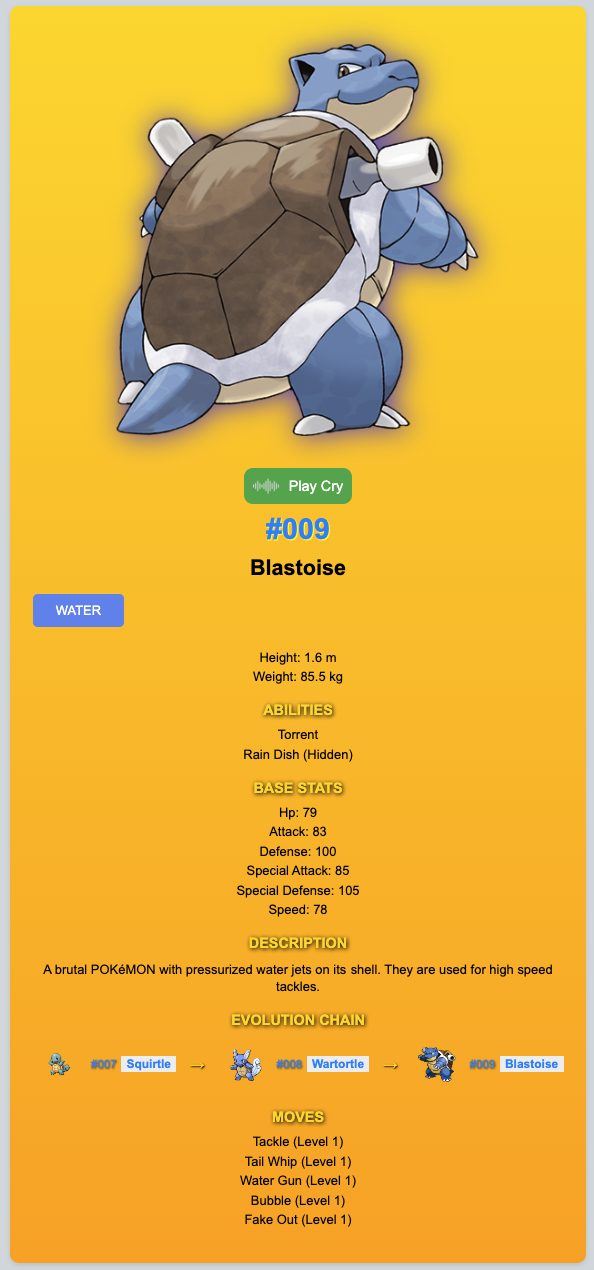 Play Cry
#009
Blastoise
WATER
Height: 1.6 m
Weight: 85.5 kg
ABILITIES
Torrent
Rain Dish (Hidden)
BASE STATS
Hp: 79
Attack: 83
Defense: 100
Special Attack: 85
Special Defense: 105
Speed: 78
DESCRIPTION
A brutal POKéMON with pressurized water jets on its shell. They are used for high speed
tackles.
EVOLUTION CHAIN
#007 Squirtle → #008 Wartortle → #009 Blastoise
MOVES
Tackle (Level 1)
Tail Whip (Level 1)
Water Gun (Level 1)
Bubble (Level 1)
Fake Out (Level 1)